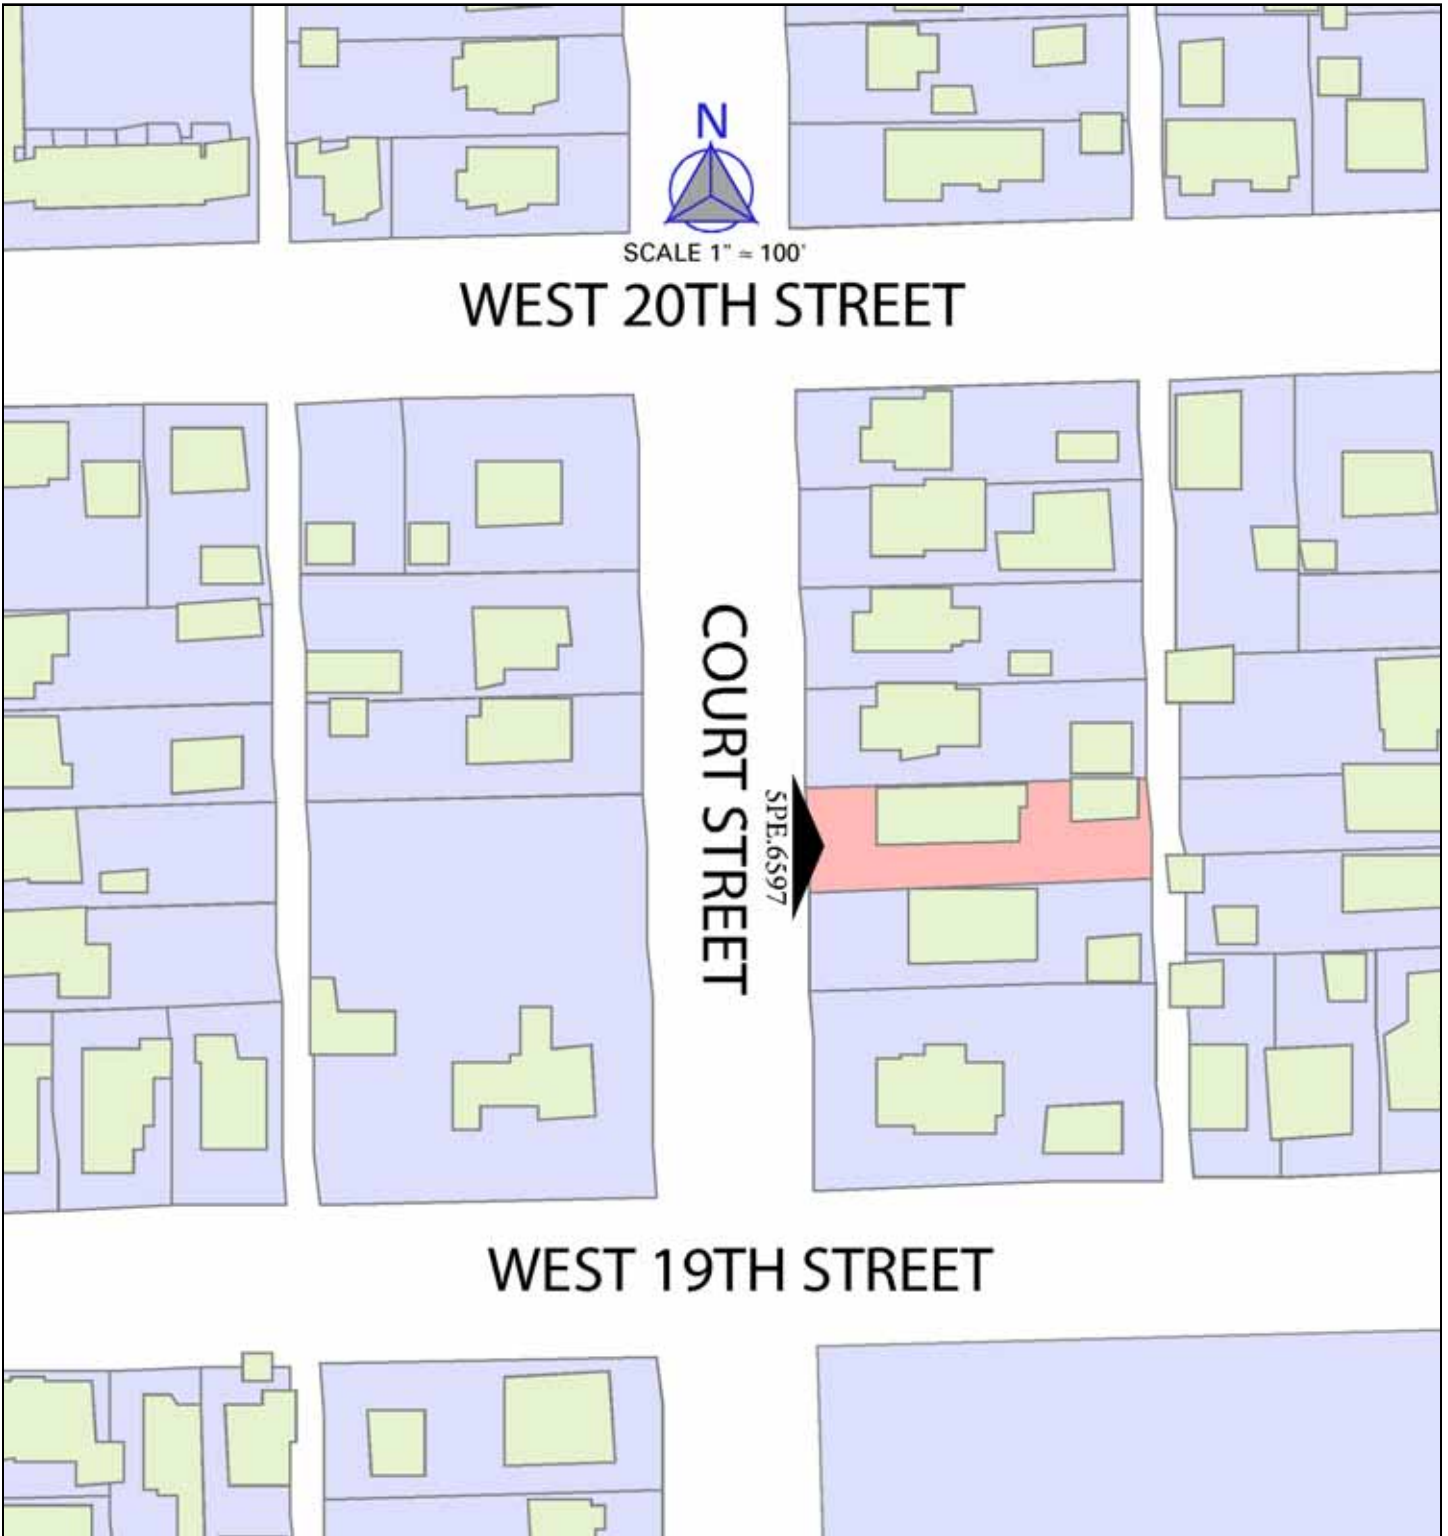 N
SCALE 1" ≈ 100'
WEST 20TH STREET
COURT STREET
5PE.6597
WEST 19TH STREET